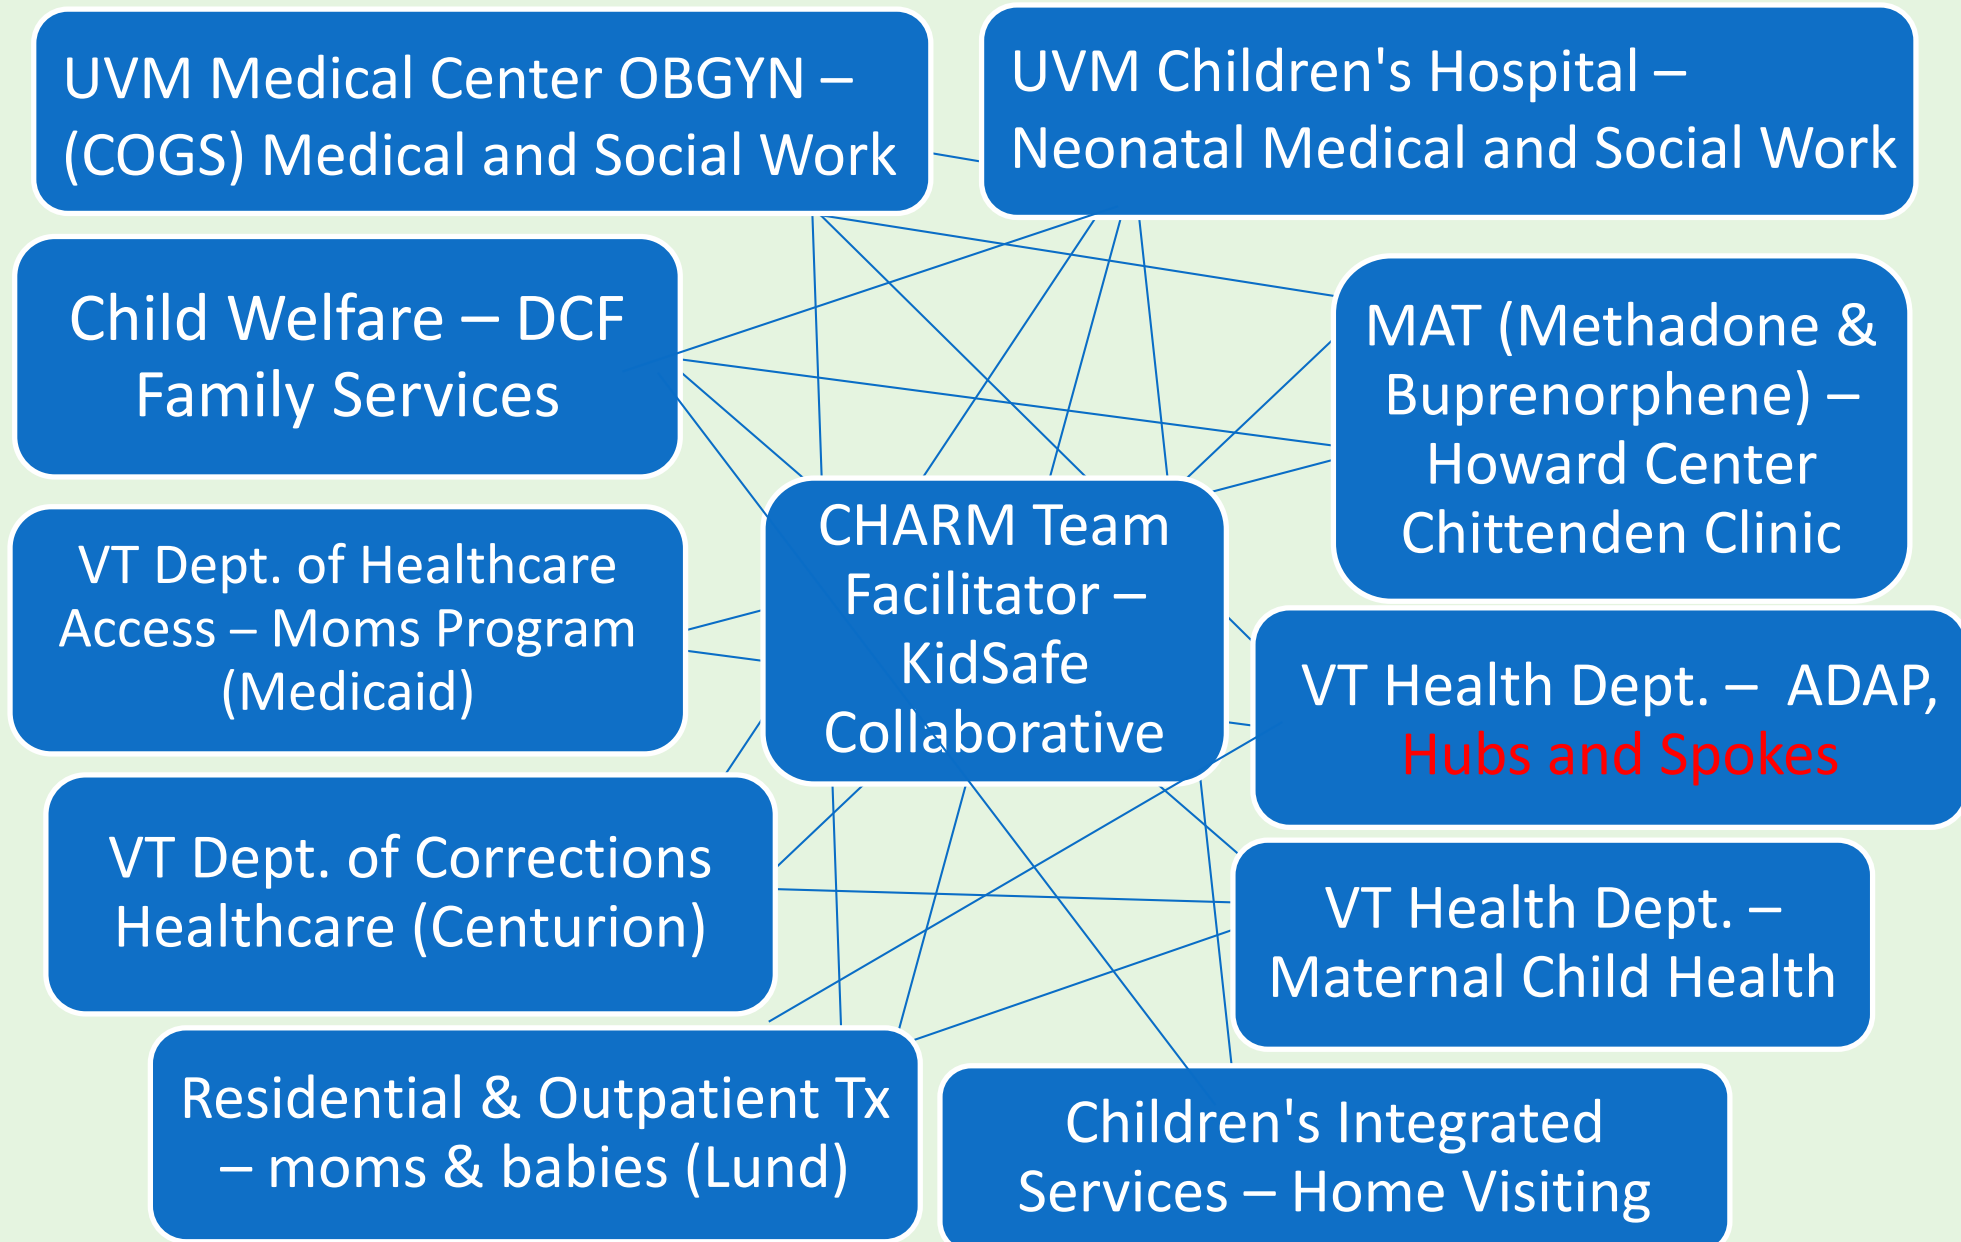 UVM Medical Center OBGYN –
(COGS) Medical and Social Work
UVM Children's Hospital –
Neonatal Medical and Social Work
Child Welfare – DCF
Family Services
MAT (Methadone &
Buprenorphene) –
Howard Center
Chittenden Clinic
VT Dept. of Healthcare
Access – Moms Program
(Medicaid)
CHARM Team
Facilitator –
KidSafe
Collaborative
VT Health Dept. – ADAP,
Hubs and Spokes
VT Dept. of Corrections
Healthcare (Centurion)
VT Health Dept. –
Maternal Child Health
Residential & Outpatient Tx
– moms & babies (Lund)
Children's Integrated
Services – Home Visiting